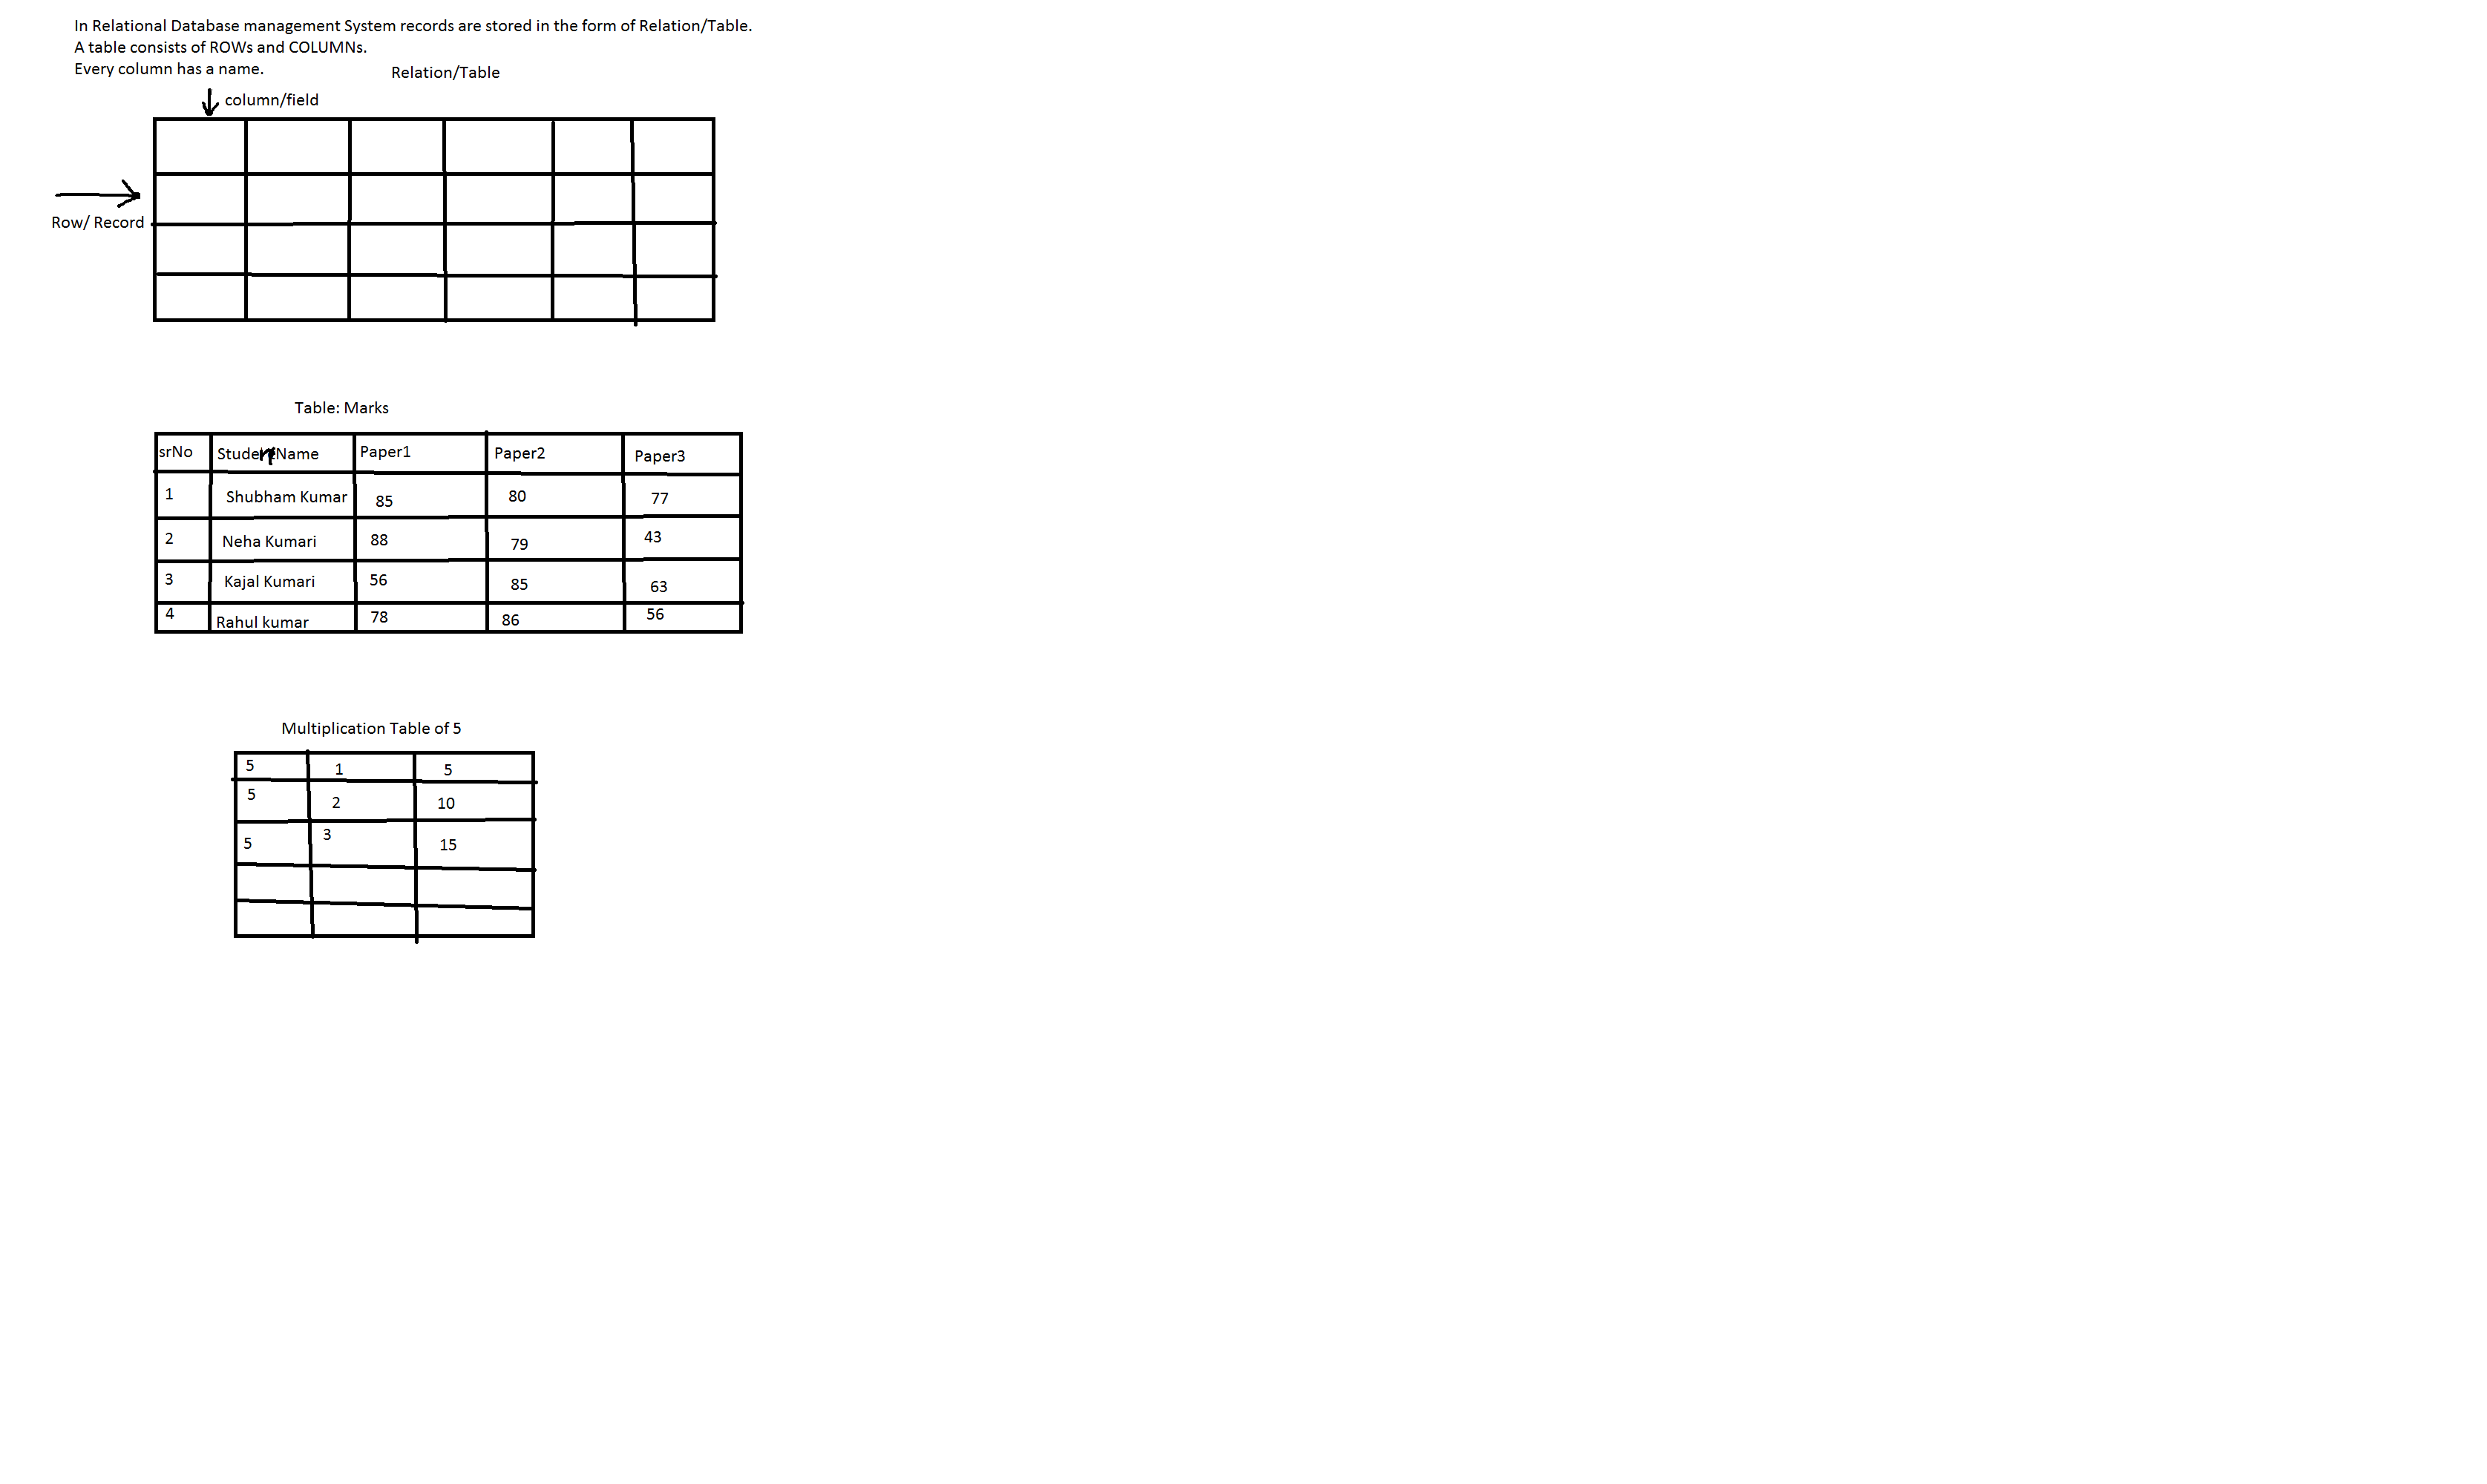 In Relational Database management System records are stored in the form of Relation/Table.
A table consists of ROWs and COLUMNs.
Every column has a name.
Relation/Table
column/field
Row/ Record
Table: Marks
srNo StudentName Paper1 Paper2 Paper3
1 Shubham Kumar 85 80 77
2 Neha Kumari 88 79 43
3 Kajal Kumari 56 85 63
4 Rahul kumar 78 86 56
Multiplication Table of 5
5 1 5
5 2 10
5 3 15